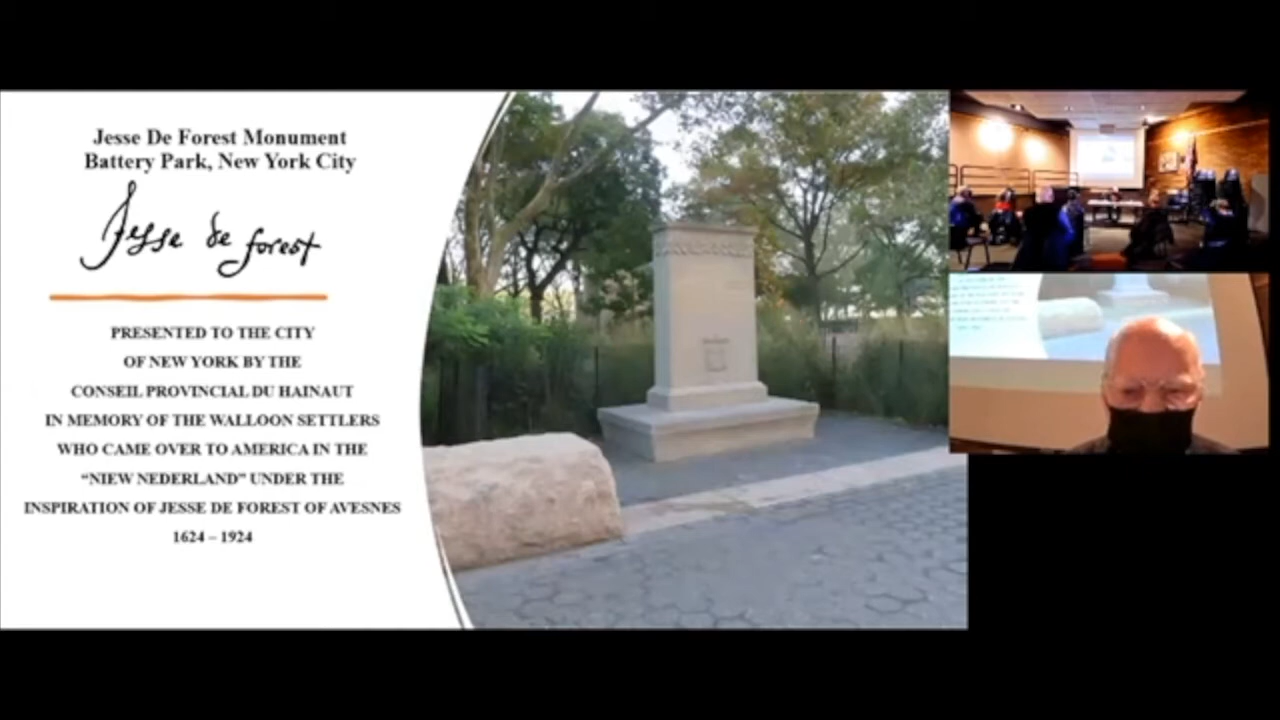 Jesse De Forest Monument
Battery Park, New York City
Jesse de forest
PRESENTED TO THE CITY
OF NEW YORK BY THE
CONSEIL PROVINCIAL DU HAINAUT
IN MEMORY OF THE WALLOON SETTLERS
WHO CAME OVER TO AMERICA IN THE
“NIEW NEDERLAND” UNDER THE
INSPIRATION OF JESSE DE FOREST OF AVESNES
1624 – 1924